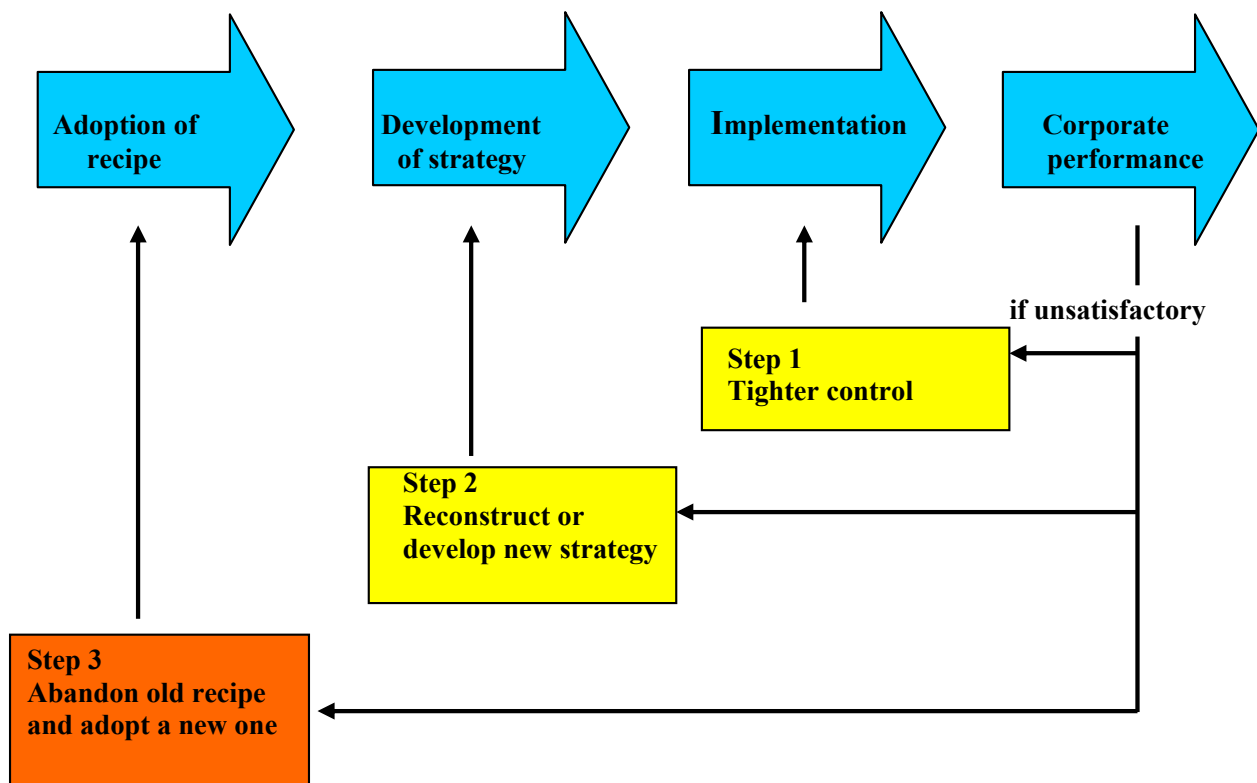 Adoption of
recipe
Development
of strategy
Implementation
Corporate
performance
if unsatisfactory
Step 1
Tighter control
Step 2
Reconstruct or
develop new strategy
Step 3
Abandon old recipe
and adopt a new one